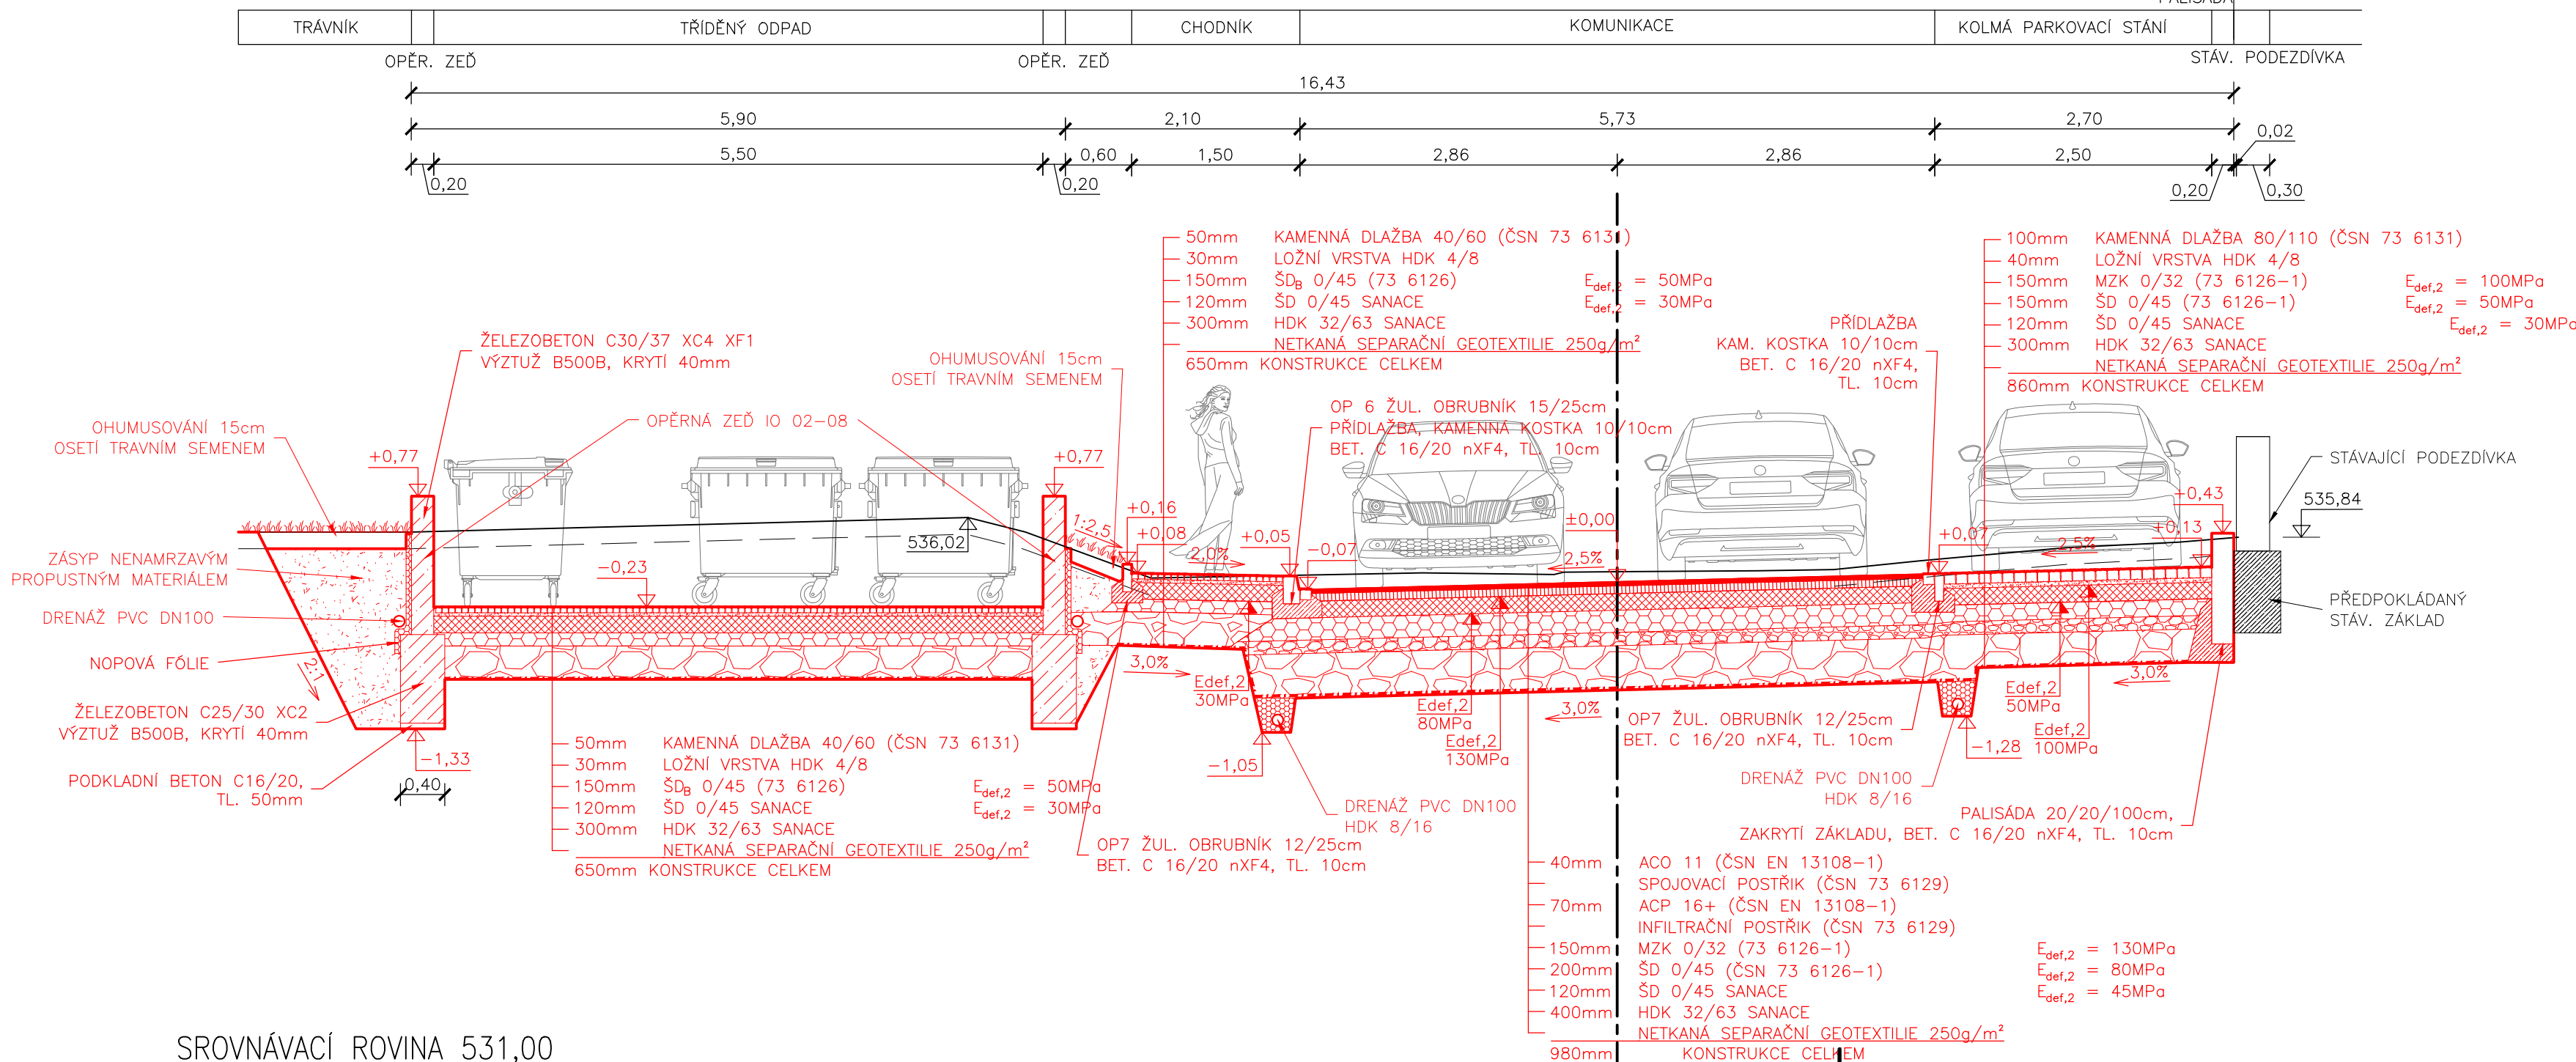 PALISÁDA
TRÁVNÍK
TŘÍDĚNÝ ODPAD
CHODNÍK
KOMUNIKACE
KOLMÁ PARKOVACÍ STÁNÍ
OPĚR. ZEĎ
OPĚR. ZEĎ
STÁV. PODEZDÍVKA
16,43
5,90
2,10
5,73
2,70
0,02
5,50
0,60
1,50
2,86
2,86
2,50
0,20
0,20
0,20
0,30
50mm KAMENNÁ DLAŽBA 40/60 (ČSN 73 6131)
30mm LOŽNÍ VRSTVA HDK 4/8
150mm ŠDB 0/45 (73 6126) Edef,2 = 50MPa
120mm ŠD 0/45 SANACE Edef,2 = 30MPa
300mm HDK 32/63 SANACE
NETKANÁ SEPARAČNÍ GEOTEXTILIE 250g/m²
650mm KONSTRUKCE CELKEM
100mm KAMENNÁ DLAŽBA 80/110 (ČSN 73 6131)
40mm LOŽNÍ VRSTVA HDK 4/8
150mm MZK 0/32 (73 6126-1) Edef,2 = 100MPa
150mm ŠD 0/45 (73 6126-1) Edef,2 = 50MPa
120mm ŠD 0/45 SANACE Edef,2 = 30MPa
300mm HDK 32/63 SANACE
NETKANÁ SEPARAČNÍ GEOTEXTILIE 250g/m²
860mm KONSTRUKCE CELKEM
PŘÍDLAŽBA
KAM. KOSTKA 10/10cm
BET. C 16/20 nXF4,
TL. 10cm
ŽELEZOBETON C30/37 XC4 XF1
VÝZTUŽ B500B, KRYTÍ 40mm
OHUMUSOVÁNÍ 15cm
OSETÍ TRAVNÍM SEMENEM
OPĚRNÁ ZEĎ IO 02-08
OP 6 ŽUL. OBRUBNÍK 15/25cm
PŘÍDLAŽBA, KAMENNÁ KOSTKA 10/10cm
BET. C 16/20 nXF4, TL. 10cm
OHUMUSOVÁNÍ 15cm
OSETÍ TRAVNÍM SEMENEM
+0,77
+0,77
STÁVAJÍCÍ PODEZDÍVKA
535,84
+0,43
+0,16
1:2,5
+0,08
+0,05
±0,00
+0,07
+0,13
536,02
2,0%
-0,07
2,5%
2,5%
ZÁSYP NENAMRZAVÝM
PROPUSTNÝM MATERIÁLEM
-0,23
DRENÁŽ PVC DN100
NOPOVÁ FÓLIE
2:1
PŘEDPOKLÁDANÝ
STÁV. ZÁKLAD
3,0%
3,0%
3,0%
Edef,2
30MPa
Edef,2
80MPa
Edef,2
130MPa
Edef,2
50MPa
Edef,2
100MPa
ŽELEZOBETON C25/30 XC2
VÝZTUŽ B500B, KRYTÍ 40mm
OP7 ŽUL. OBRUBNÍK 12/25cm
BET. C 16/20 nXF4, TL. 10cm
-1,33
-1,05
-1,28
PODKLADNÍ BETON C16/20,
TL. 50mm
0,40
50mm KAMENNÁ DLAŽBA 40/60 (ČSN 73 6131)
30mm LOŽNÍ VRSTVA HDK 4/8
150mm ŠDB 0/45 (73 6126) Edef,2 = 50MPa
120mm ŠD 0/45 SANACE Edef,2 = 30MPa
300mm HDK 32/63 SANACE
NETKANÁ SEPARAČNÍ GEOTEXTILIE 250g/m²
650mm KONSTRUKCE CELKEM
DRENÁŽ PVC DN100
HDK 8/16
DRENÁŽ PVC DN100
HDK 8/16
PALISÁDA 20/20/100cm,
ZAKRYTÍ ZÁKLADU, BET. C 16/20 nXF4, TL. 10cm
OP7 ŽUL. OBRUBNÍK 12/25cm
BET. C 16/20 nXF4, TL. 10cm
40mm ACO 11 (ČSN EN 13108-1)
SPOJOVACÍ POSTŘIK (ČSN 73 6129)
70mm ACP 16+ (ČSN EN 13108-1)
INFILTRAČNÍ POSTŘIK (ČSN 73 6129)
150mm MZK 0/32 (73 6126-1) Edef,2 = 130MPa
200mm ŠD 0/45 (ČSN 73 6126-1) Edef,2 = 80MPa
120mm ŠD 0/45 SANACE Edef,2 = 45MPa
400mm HDK 32/63 SANACE
NETKANÁ SEPARAČNÍ GEOTEXTILIE 250g/m²
980mm KONSTRUKCE CELKEM
SROVNÁVACÍ ROVINA 531,00